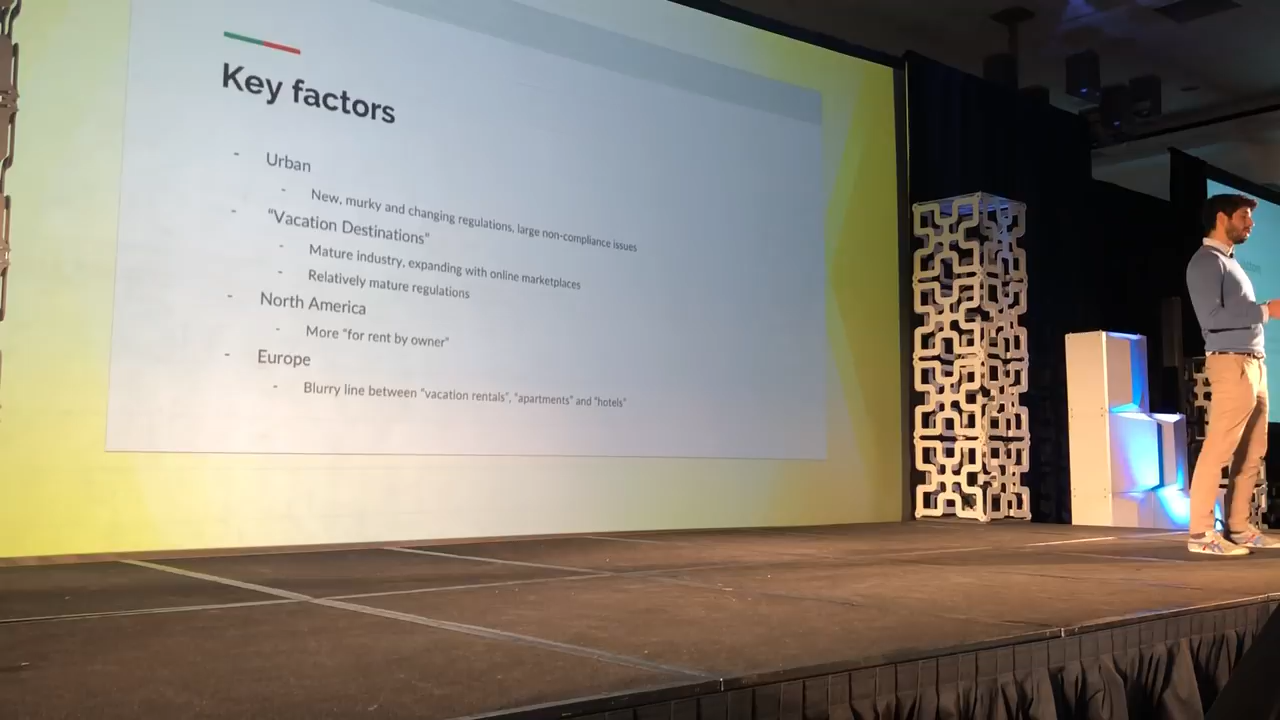 Key factors
- Urban
- New, murky and changing regulations, large non-compliance issues
- "Vacation Destinations"
- Mature industry, expanding with online marketplaces
- Relatively mature regulations
- North America
- More "for rent by owner"
- Europe
- Blurry line between "vacation rentals", "apartments" and "hotels"